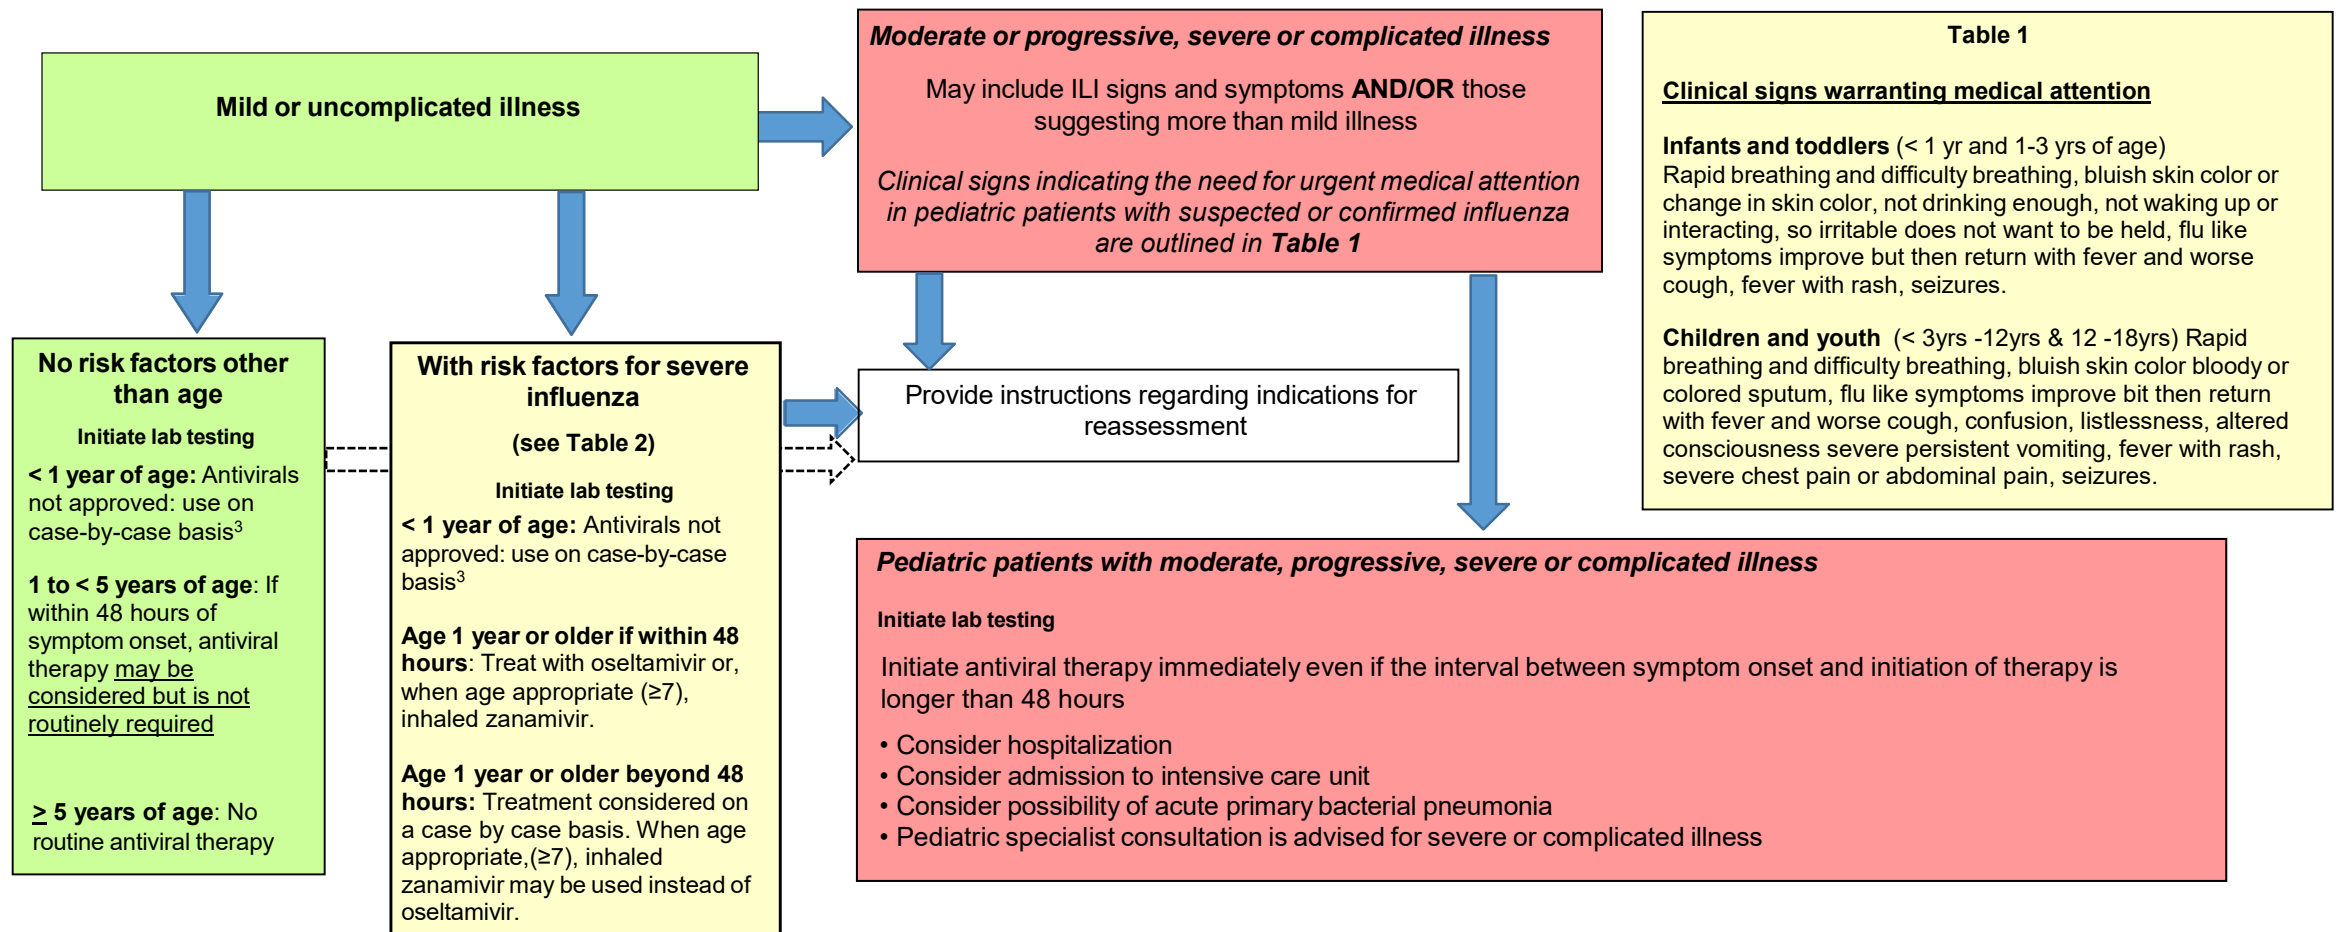 Mild or uncomplicated illness
Moderate or progressive, severe or complicated illness
May include ILI signs and symptoms AND/OR those
suggesting more than mild illness
Clinical signs indicating the need for urgent medical attention
in pediatric patients with suspected or confirmed influenza
are outlined in Table 1
Table 1
Clinical signs warranting medical attention
Infants and toddlers (< 1 yr and 1-3 yrs of age)
Rapid breathing and difficulty breathing, bluish skin color or
change in skin color, not drinking enough, not waking up or
interacting, so irritable does not want to be held, flu like
symptoms improve but then return with fever and worse
cough, fever with rash, seizures.
Children and youth (< 3yrs -12yrs & 12 -18yrs) Rapid
breathing and difficulty breathing, bluish skin color bloody or
colored sputum, flu like symptoms improve bit then return
with fever and worse cough, confusion, listlessness, altered
consciousness severe persistent vomiting, fever with rash,
severe chest pain or abdominal pain, seizures.
No risk factors other
than age
Initiate lab testing
< 1 year of age: Antivirals
not approved: use on
case-by-case basis³
1 to < 5 years of age: If
within 48 hours of
symptom onset, antiviral
therapy may be
considered but is not
routinely required
≥ 5 years of age: No
routine antiviral therapy
With risk factors for severe
influenza
(see Table 2)
Initiate lab testing
< 1 year of age: Antivirals not
approved: use on case-by-case
basis³
Age 1 year or older if within 48
hours: Treat with oseltamivir or,
when age appropriate (≥7),
inhaled zanamivir.
Age 1 year or older beyond 48
hours: Treatment considered on
a case by case basis. When age
appropriate,(≥7), inhaled
zanamivir may be used instead of
oseltamivir.
Provide instructions regarding indications for
reassessment
Pediatric patients with moderate, progressive, severe or complicated illness
Initiate lab testing
Initiate antiviral therapy immediately even if the interval between symptom onset and initiation of therapy is
longer than 48 hours
• Consider hospitalization
• Consider admission to intensive care unit
• Consider possibility of acute primary bacterial pneumonia
• Pediatric specialist consultation is advised for severe or complicated illness